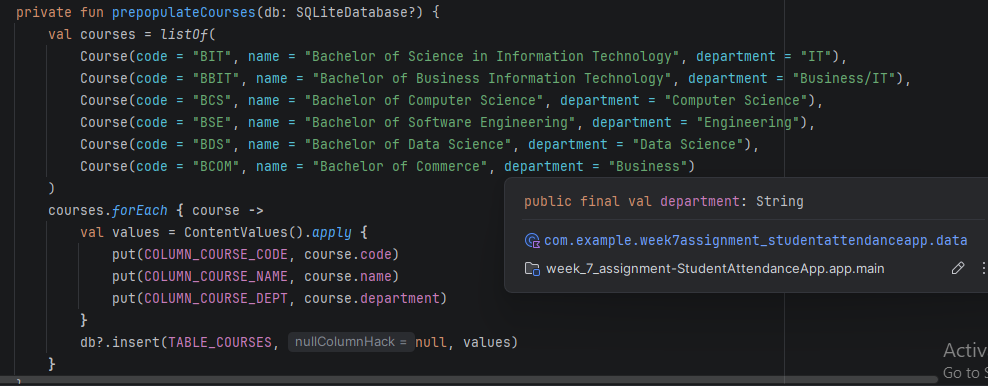 private fun prepopulateCourses(db: SQLiteDatabase?) {
    val courses = listOf(
        Course(code = "BIT", name = "Bachelor of Science in Information Technology", department = "IT"),
        Course(code = "BBIT", name = "Bachelor of Business Information Technology", department = "Business/IT"),
        Course(code = "BCS", name = "Bachelor of Computer Science", department = "Computer Science"),
        Course(code = "BSE", name = "Bachelor of Software Engineering", department = "Engineering"),
        Course(code = "BDS", name = "Bachelor of Data Science", department = "Data Science"),
        Course(code = "BCOM", name = "Bachelor of Commerce", department = "Business")
    )
    courses.forEach { course ->
        val values = ContentValues().apply {
            put(COLUMN_COURSE_CODE, course.code)
            put(COLUMN_COURSE_NAME, course.name)
            put(COLUMN_COURSE_DEPT, course.department)
        }
        db?.insert(TABLE_COURSES, nullColumnHack = null, values)
    }
public final val department: String
com.example.week7assignment_studentattendanceapp.data
week_7_assignment-StudentAttendanceApp.app.main
Activ
Go to S